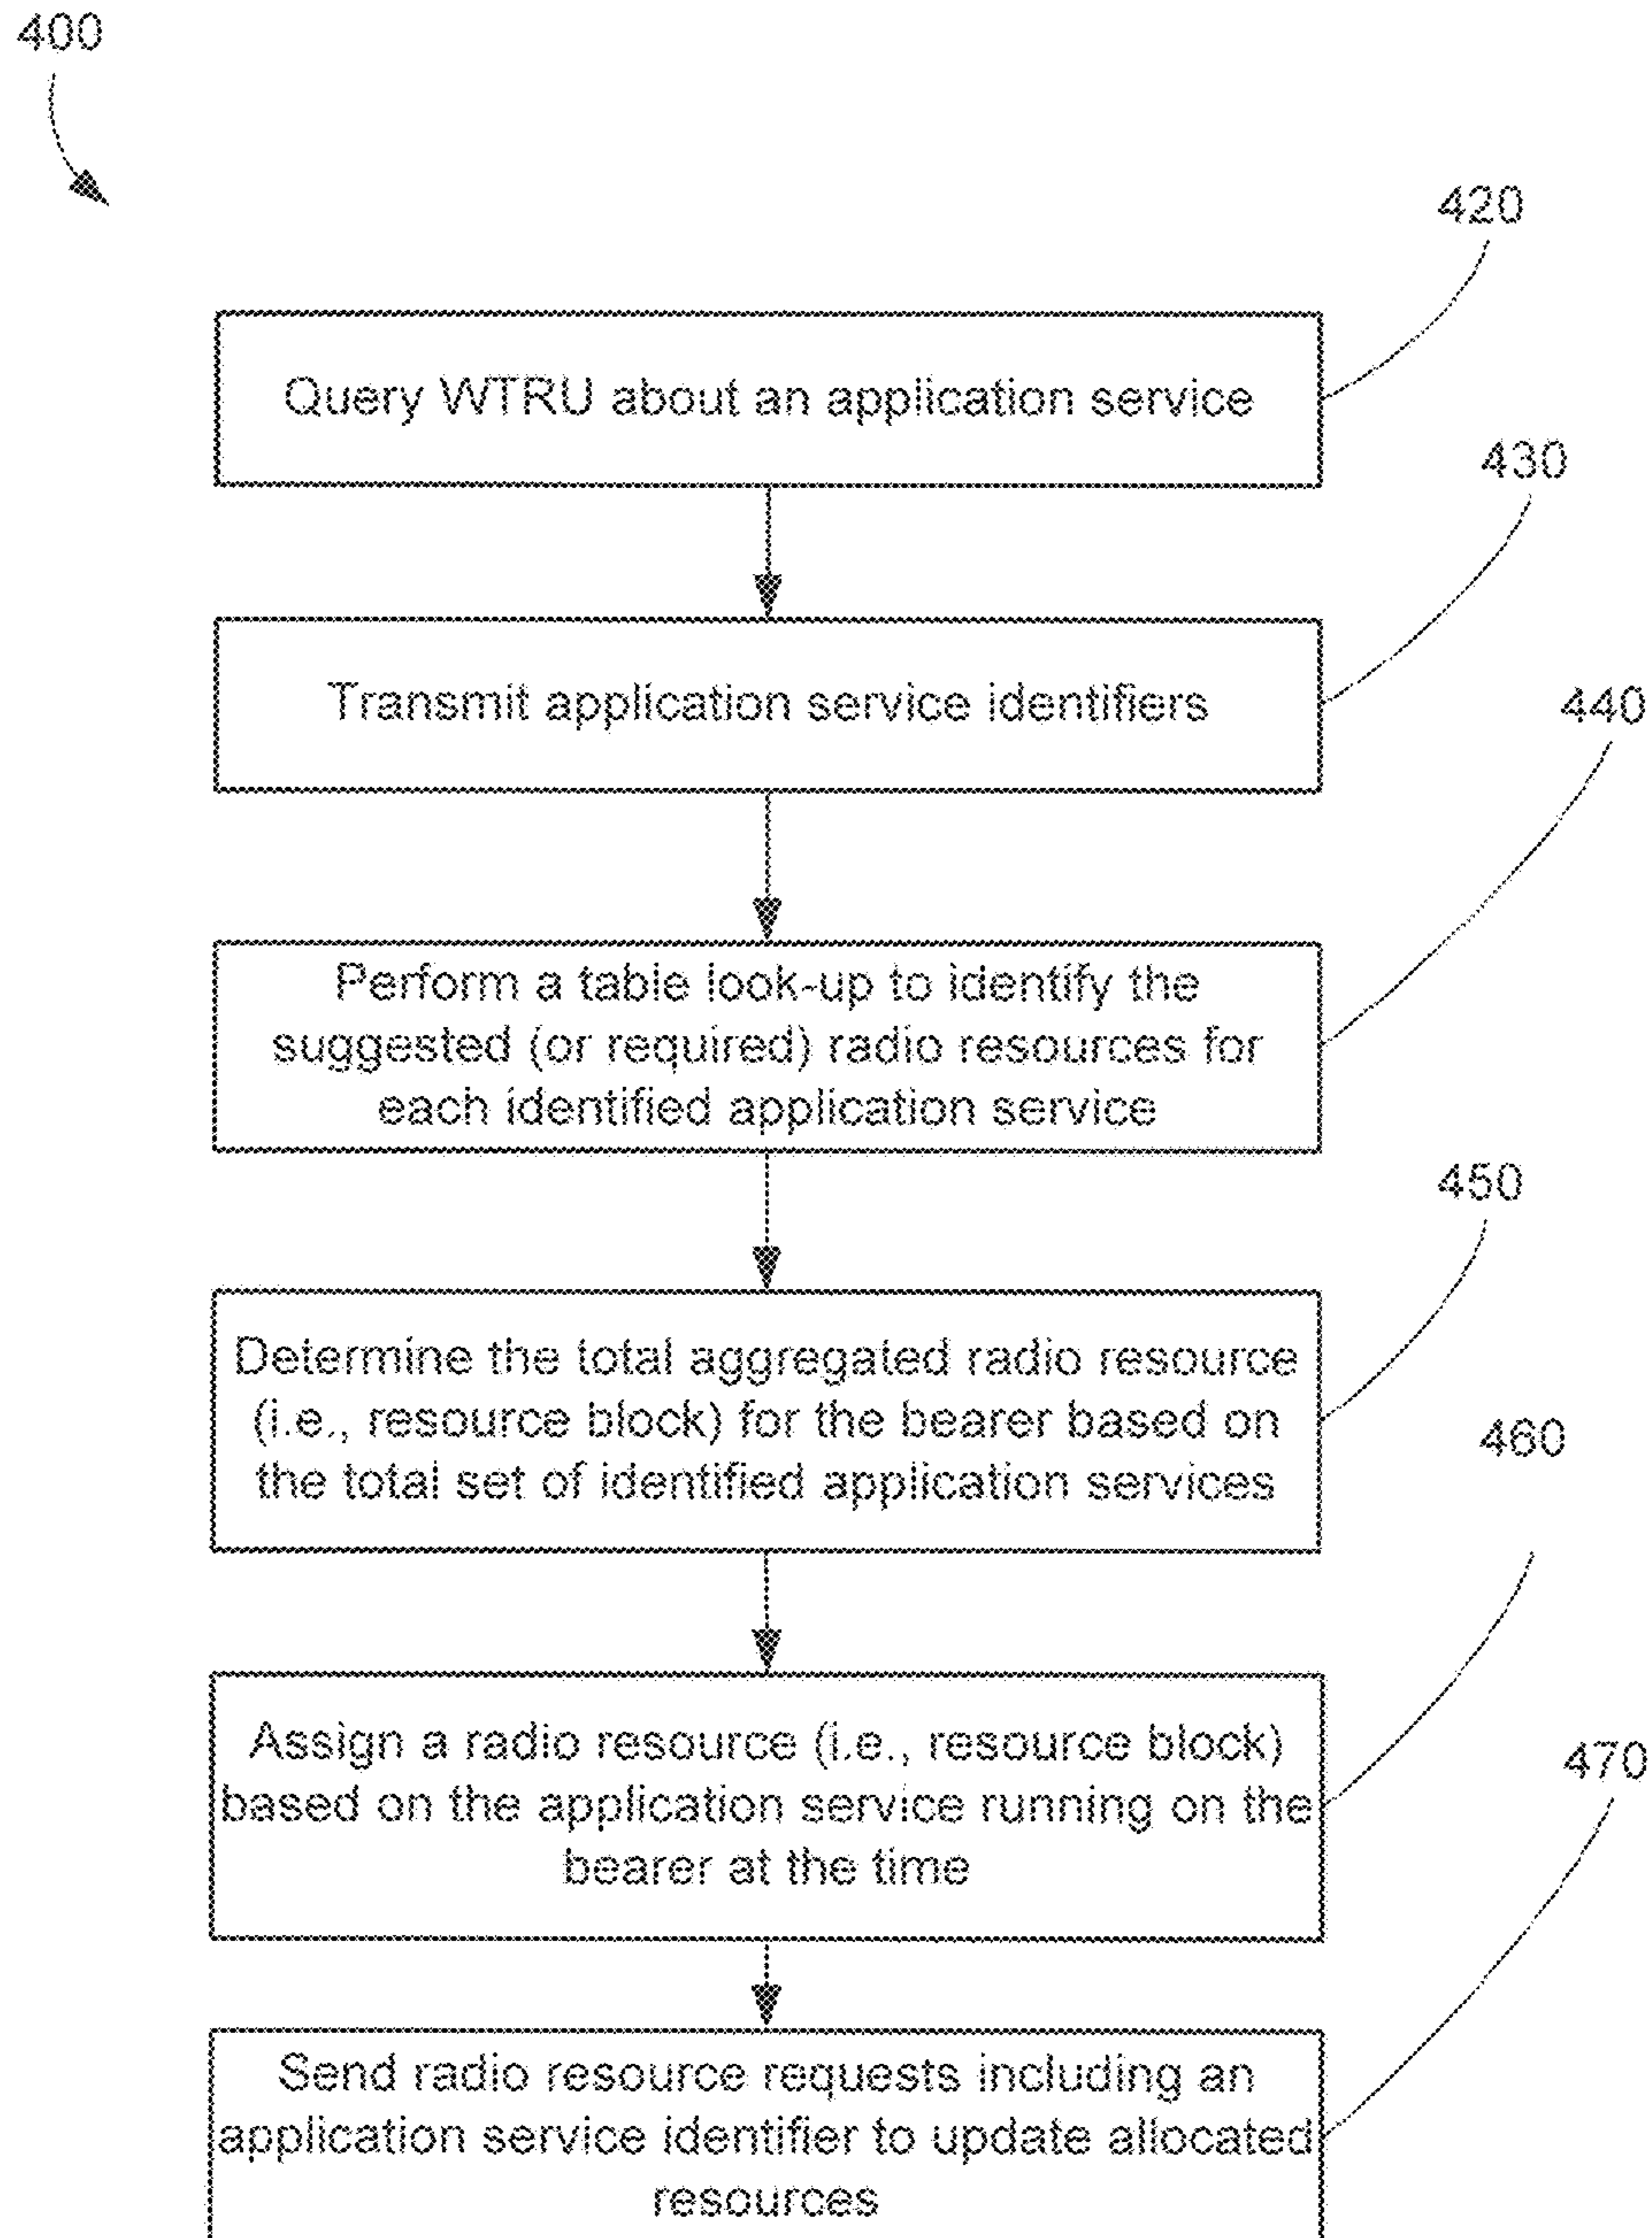 400
420
Query WTRU about an application service
430
Transmit application service identifiers
440
Perform a table look-up to identify the
suggested (or required) radio resources for
each identified application service
450
Determine the total aggregated radio resource
(i.e., resource block) for the bearer based on
the total set of identified application services
460
Assign a radio resource (i.e., resource block)
based on the application service running on the
bearer at the time
470
Send radio resource requests including an
application service identifier to update allocated
resources